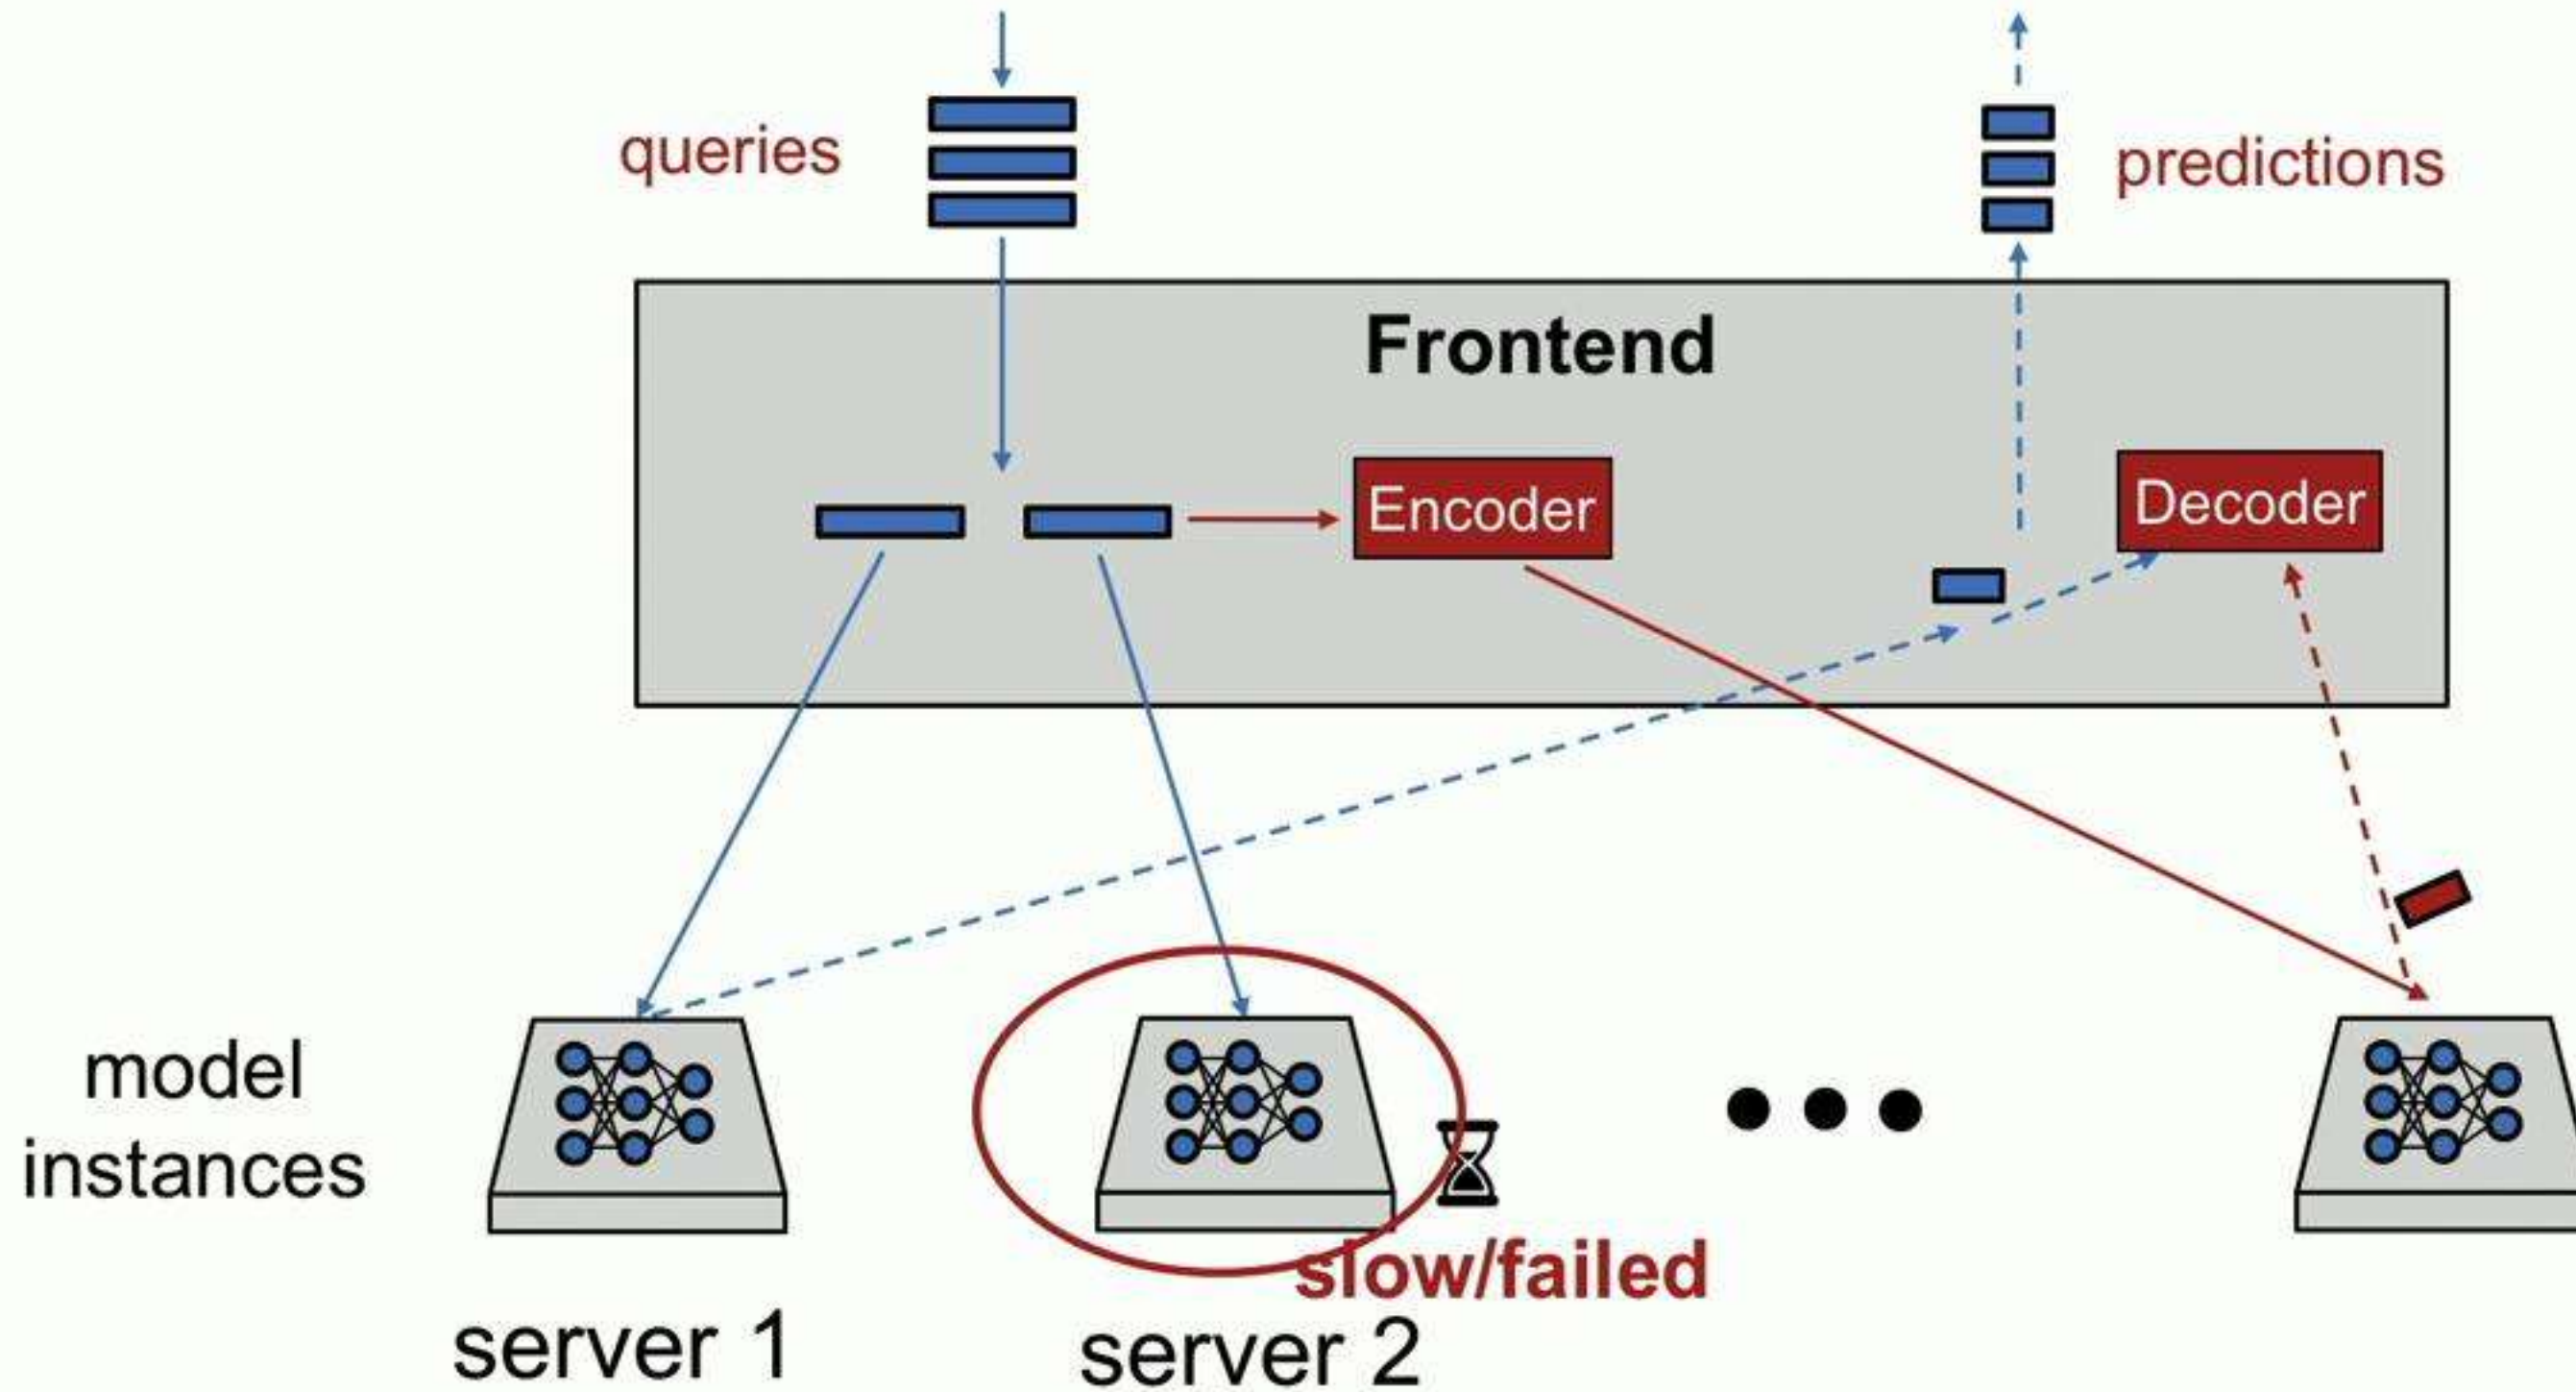 queries
predictions
Frontend
Encoder
Decoder
model
instances
slow/failed
server 1
server 2